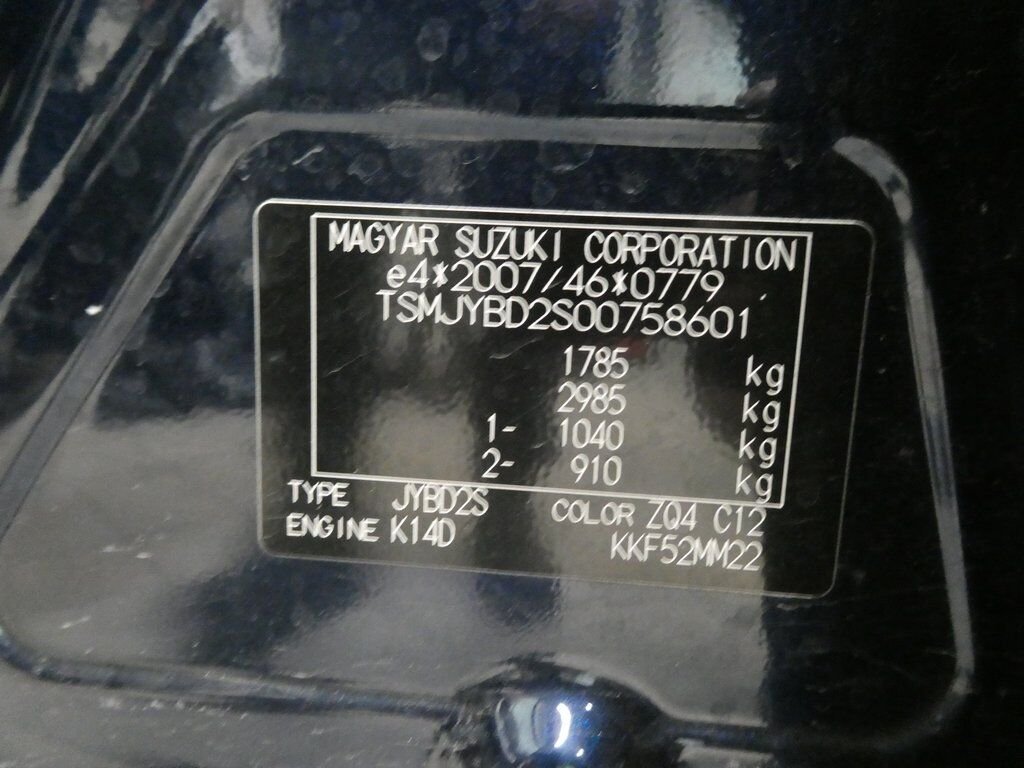 MAGYAR SUZUKI CORPORATION
e4*2007/46*0779
TSMJYBD2S00758601
1785 kg
2985 kg
1- 1040 kg
2- 910 kg
TYPE JYBD2S COLOR ZQ4 C12
ENGINE K14D KKF52MM22